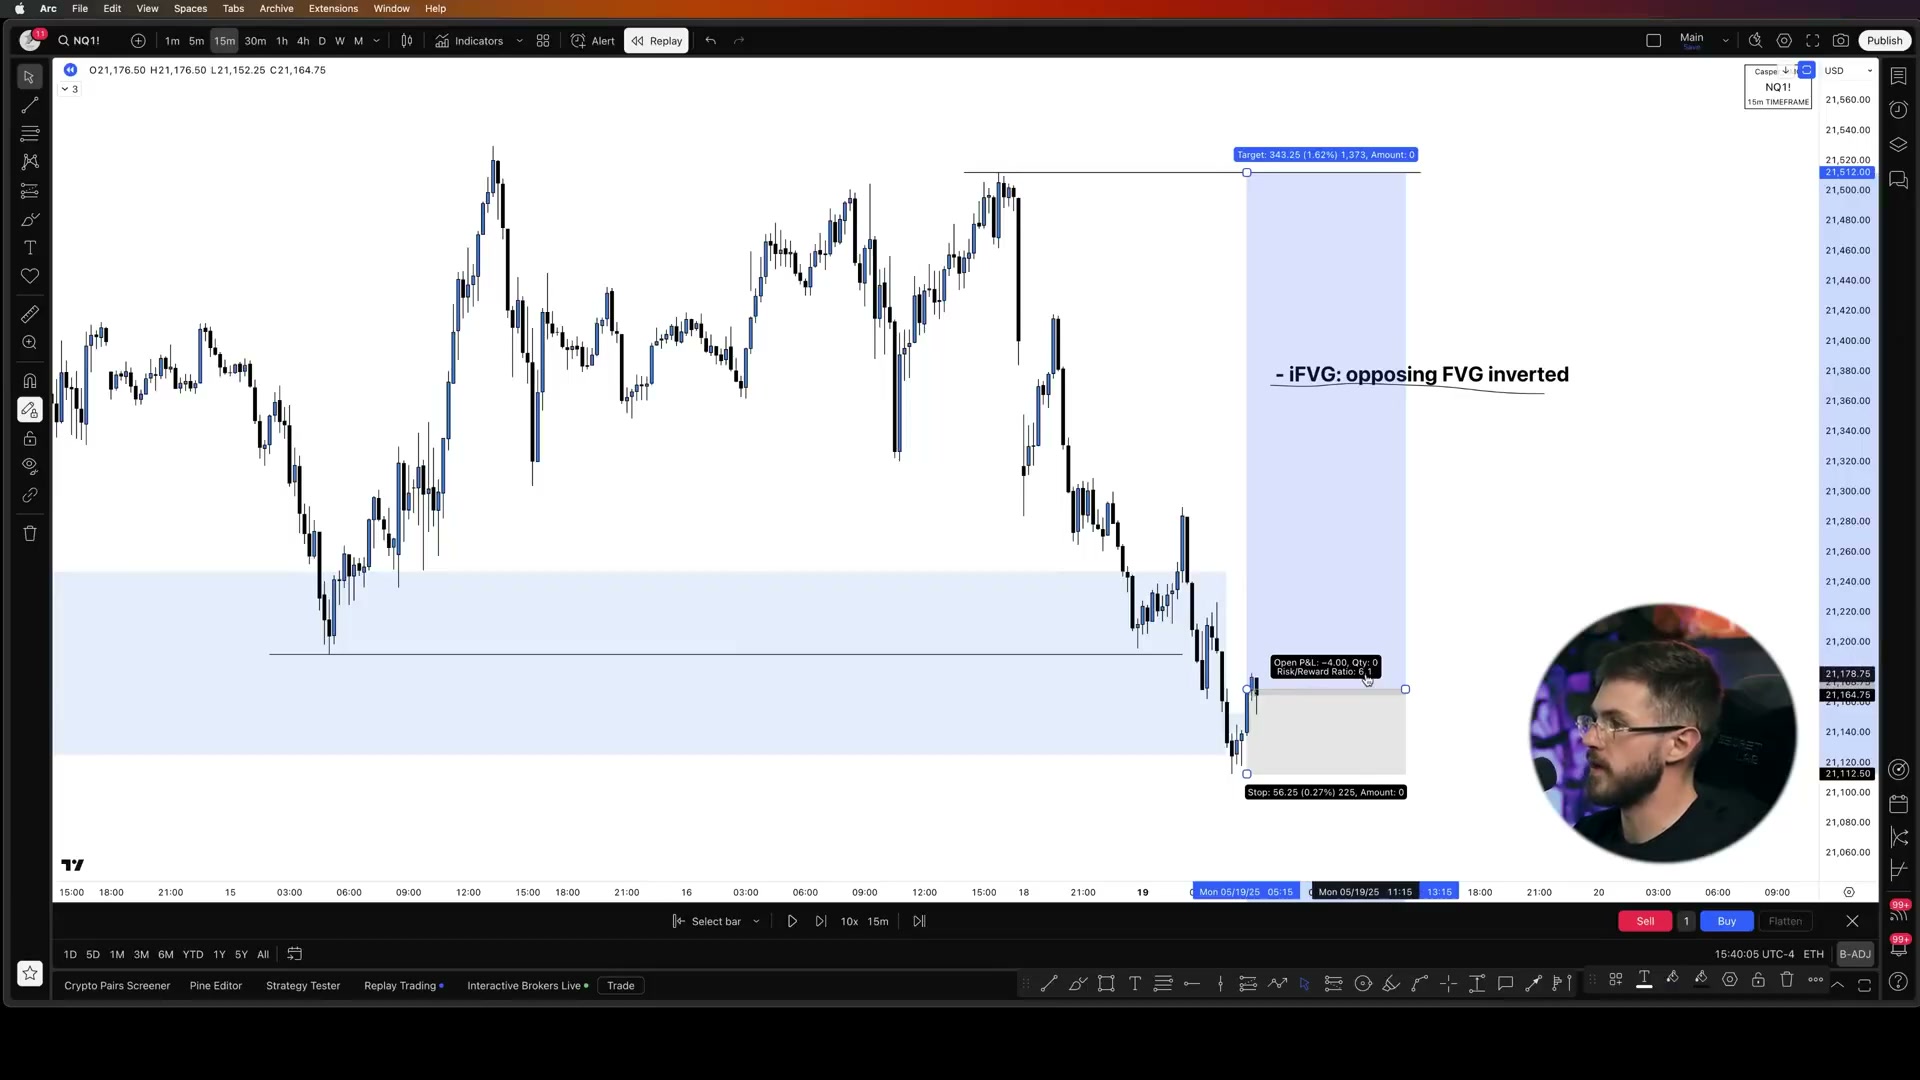 Arc File Edit View Spaces Tabs Archive Extensions Window Help
11 NQ1! 1m 5m 15m 30m 1h 4h D W M Indicators Alert Replay Main Save Publish
O21,176.50 H21,176.50 L21,152.25 C21,164.75
3
Caspe
NQ1!
15m TIMEFRAME
USD
21,560.00
21,540.00
21,520.00
21,512.00
21,500.00
21,480.00
21,460.00
21,440.00
21,420.00
21,400.00
21,380.00
21,360.00
21,340.00
21,320.00
21,300.00
21,280.00
21,260.00
21,240.00
21,220.00
21,200.00
21,178.75
21,164.75
21,140.00
21,120.00
21,112.50
21,100.00
21,080.00
21,060.00
Target: 343.25 (1.62%) 1,373, Amount: 0
- iFVG: opposing FVG inverted
Open P&L: −4.00, Qty: 0
Risk/Reward Ratio: 6.1
Stop: 56.25 (0.27%) 225, Amount: 0
15:00 18:00 21:00 15 03:00 06:00 09:00 12:00 15:00 18:00 21:00 16 03:00 06:00 09:00 12:00 15:00 18 21:00 19 Mon 05/19/25 05:15 Mon 05/19/25 11:15 13:15 18:00 21:00 20 03:00 06:00 09:00
Select bar 10x 15m Sell 1 Buy Flatten
1D 5D 1M 3M 6M YTD 1Y 5Y All 15:40:05 UTC-4 ETH B-ADJ
Crypto Pairs Screener Pine Editor Strategy Tester Replay Trading Interactive Brokers Live Trade
99+
99+